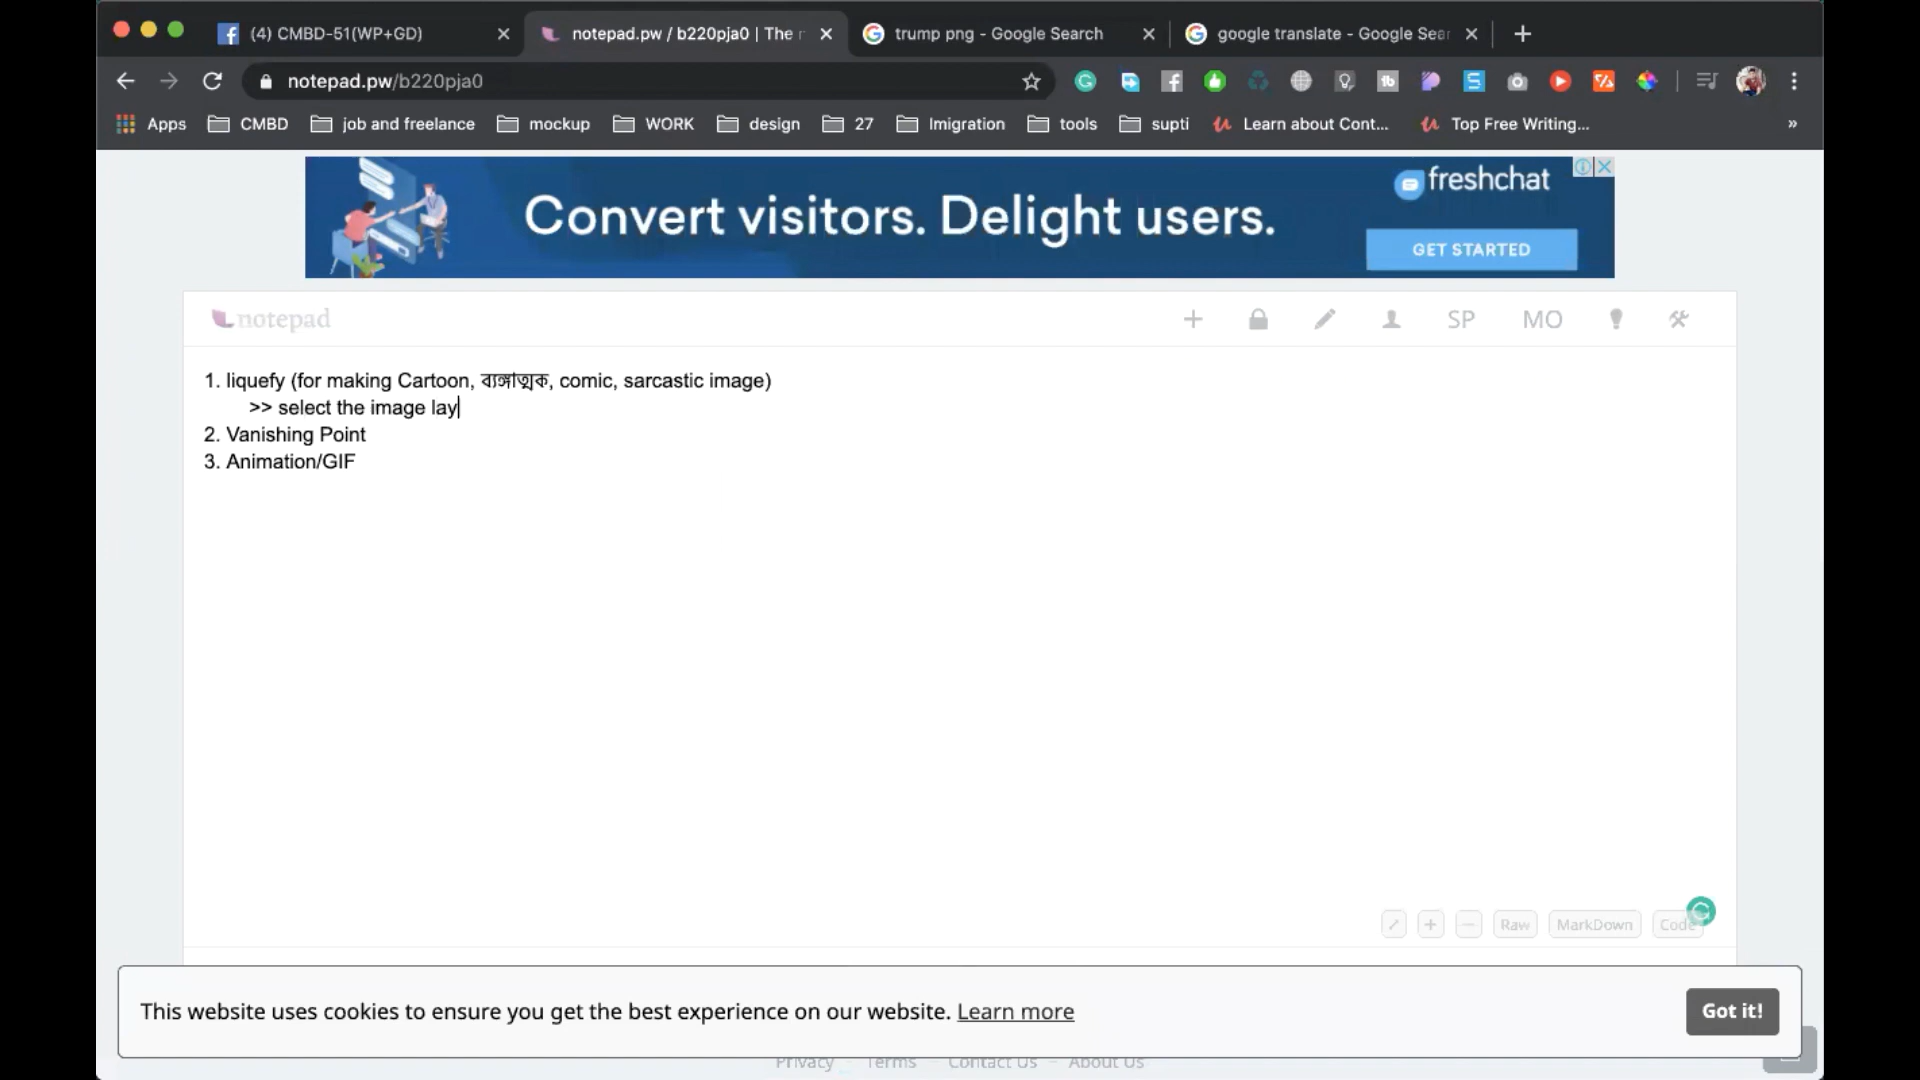 (4) CMBD-51(WP+GD)
notepad.pw / b220pja0 | The
trump png - Google Search
google translate - Google Sear
notepad.pw/b220pja0
Apps
CMBD
job and freelance
mockup
WORK
design
27
Imigration
tools
supti
Learn about Cont...
Top Free Writing...
»
Convert visitors. Delight users.
freshchat
GET STARTED
notepad
SP
MO
1. liquefy (for making Cartoon, ব্যঙ্গাত্মক, comic, sarcastic image)
>> select the image lay
2. Vanishing Point
3. Animation/GIF
Raw
MarkDown
Code
This website uses cookies to ensure you get the best experience on our website. Learn more
Got it!
Privacy - Terms - Contact Us - About Us